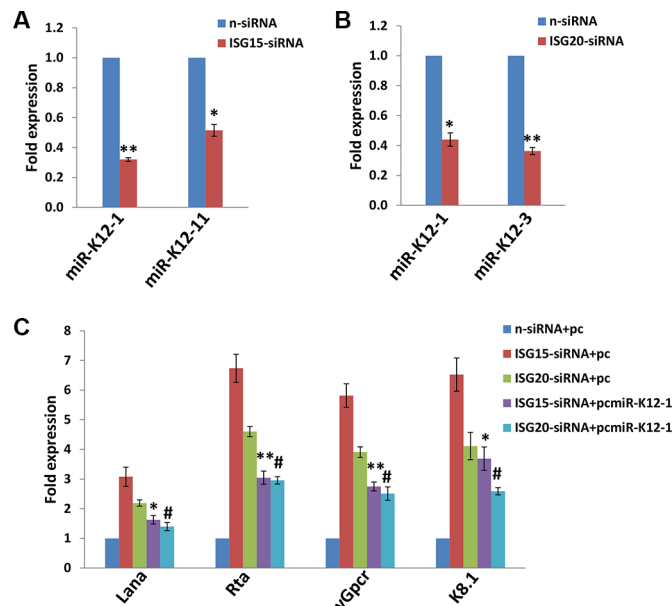 A
n-siRNA
ISG15-siRNA
Fold expression
1.2
1.0
0.8
0.6
0.4
0.2
0.0
**
*
miR-K12-1
miR-K12-11
B
n-siRNA
ISG20-siRNA
Fold expression
1.2
1.0
0.8
0.6
0.4
0.2
0.0
*
**
miR-K12-1
miR-K12-3
C
n-siRNA+pc
ISG15-siRNA+pc
ISG20-siRNA+pc
ISG15-siRNA+pcmiR-K12-1
ISG20-siRNA+pcmiR-K12-1
Fold expression
8
7
6
5
4
3
2
1
0
* #
** #
** #
* #
Lana
Rta
vGpcr
K8.1